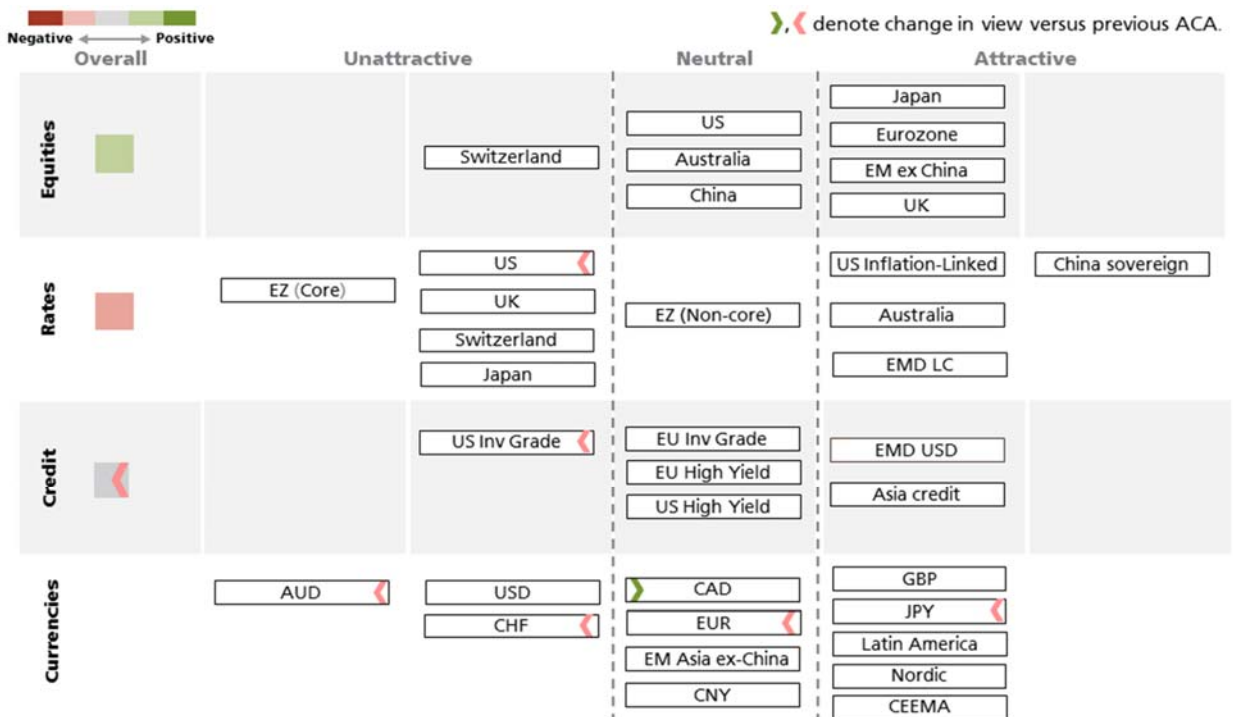 ❯,❮ denote change in view versus previous ACA.
Negative Positive
Overall Unattractive Neutral Attractive
Equities
Switzerland
US
Australia
China
Japan
Eurozone
EM ex China
UK
Rates
EZ (Core)
US
UK
Switzerland
Japan
EZ (Non-core)
US Inflation-Linked
Australia
EMD LC
China sovereign
Credit
US Inv Grade
EU Inv Grade
EU High Yield
US High Yield
EMD USD
Asia credit
Currencies
AUD
USD
CHF
CAD
EUR
EM Asia ex-China
CNY
GBP
JPY
Latin America
Nordic
CEEMA